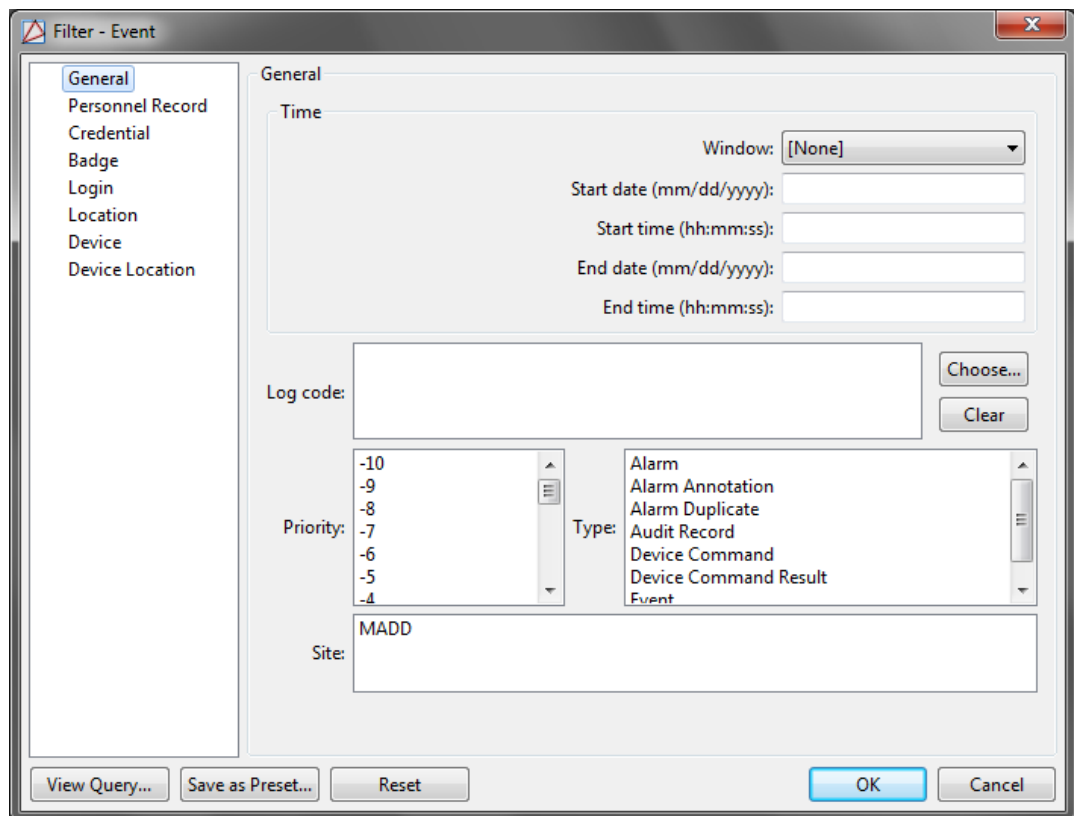 Filter - Event
General
Personnel Record
Credential
Badge
Login
Location
Device
Device Location
General
Time
Window: [None]
Start date (mm/dd/yyyy):
Start time (hh:mm:ss):
End date (mm/dd/yyyy):
End time (hh:mm:ss):
Log code:
Choose...
Clear
Priority:
-10
-9
-8
-7
-6
-5
-4
Type:
Alarm
Alarm Annotation
Alarm Duplicate
Audit Record
Device Command
Device Command Result
Event
Site: MADD
View Query... Save as Preset... Reset OK Cancel